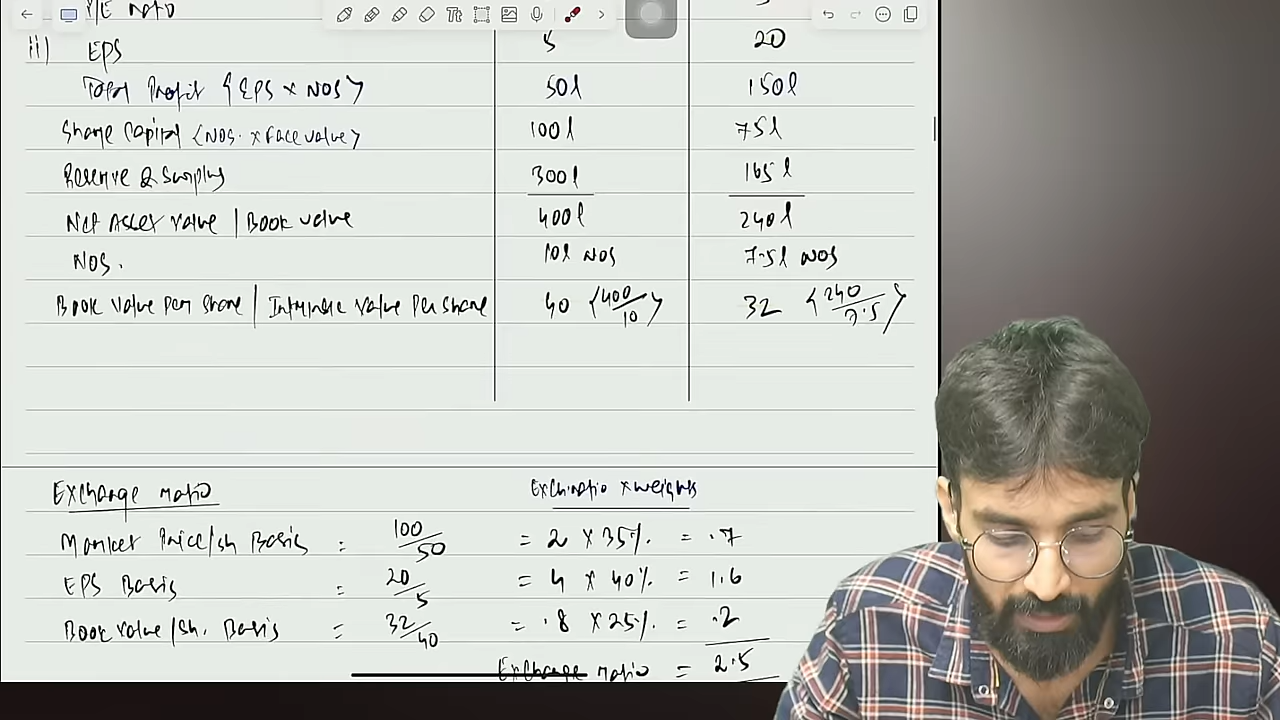 P/E Ratio
ii) EPS 5 20
Total Profit {EPS x NOS} 50l 150l
Share Capital {NOS. x Face value} 100l 75l
Reserve & Surplus 300l 165l
Net Asset Value | Book value 400l 240l
NOS. 10l NOS 7.5l NOS
Book Value Per Share | Intrinsic Value Per Share 40 {400/10} 32 {240/7.5}
Exchange Ratio Exch. ratio x weights
Market Price/sh Basis = 100/50 = 2 x 35% = .7
EPS Basis = 20/5 = 4 x 40% = 1.6
Book value/sh. Basis = 32/40 = .8 x 25% = .2
Exchange Ratio = 2.5